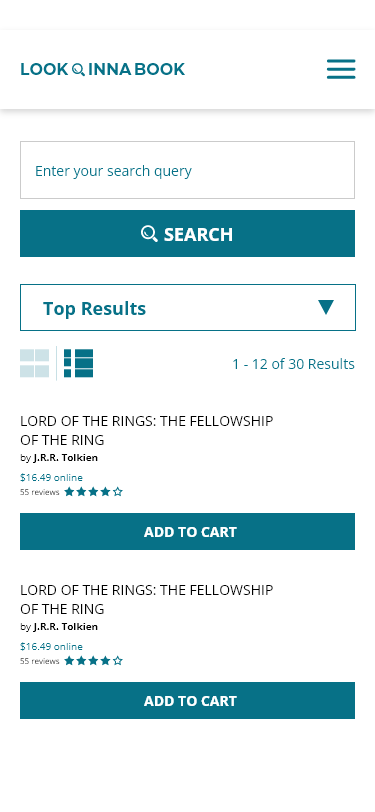 LOOK INNA BOOK
Enter your search query
SEARCH
Top Results
1 - 12 of 30 Results
LORD OF THE RINGS: THE FELLOWSHIP
OF THE RING
by J.R.R. Tolkien
$16.49 online
55 reviews
ADD TO CART
LORD OF THE RINGS: THE FELLOWSHIP
OF THE RING
by J.R.R. Tolkien
$16.49 online
55 reviews
ADD TO CART